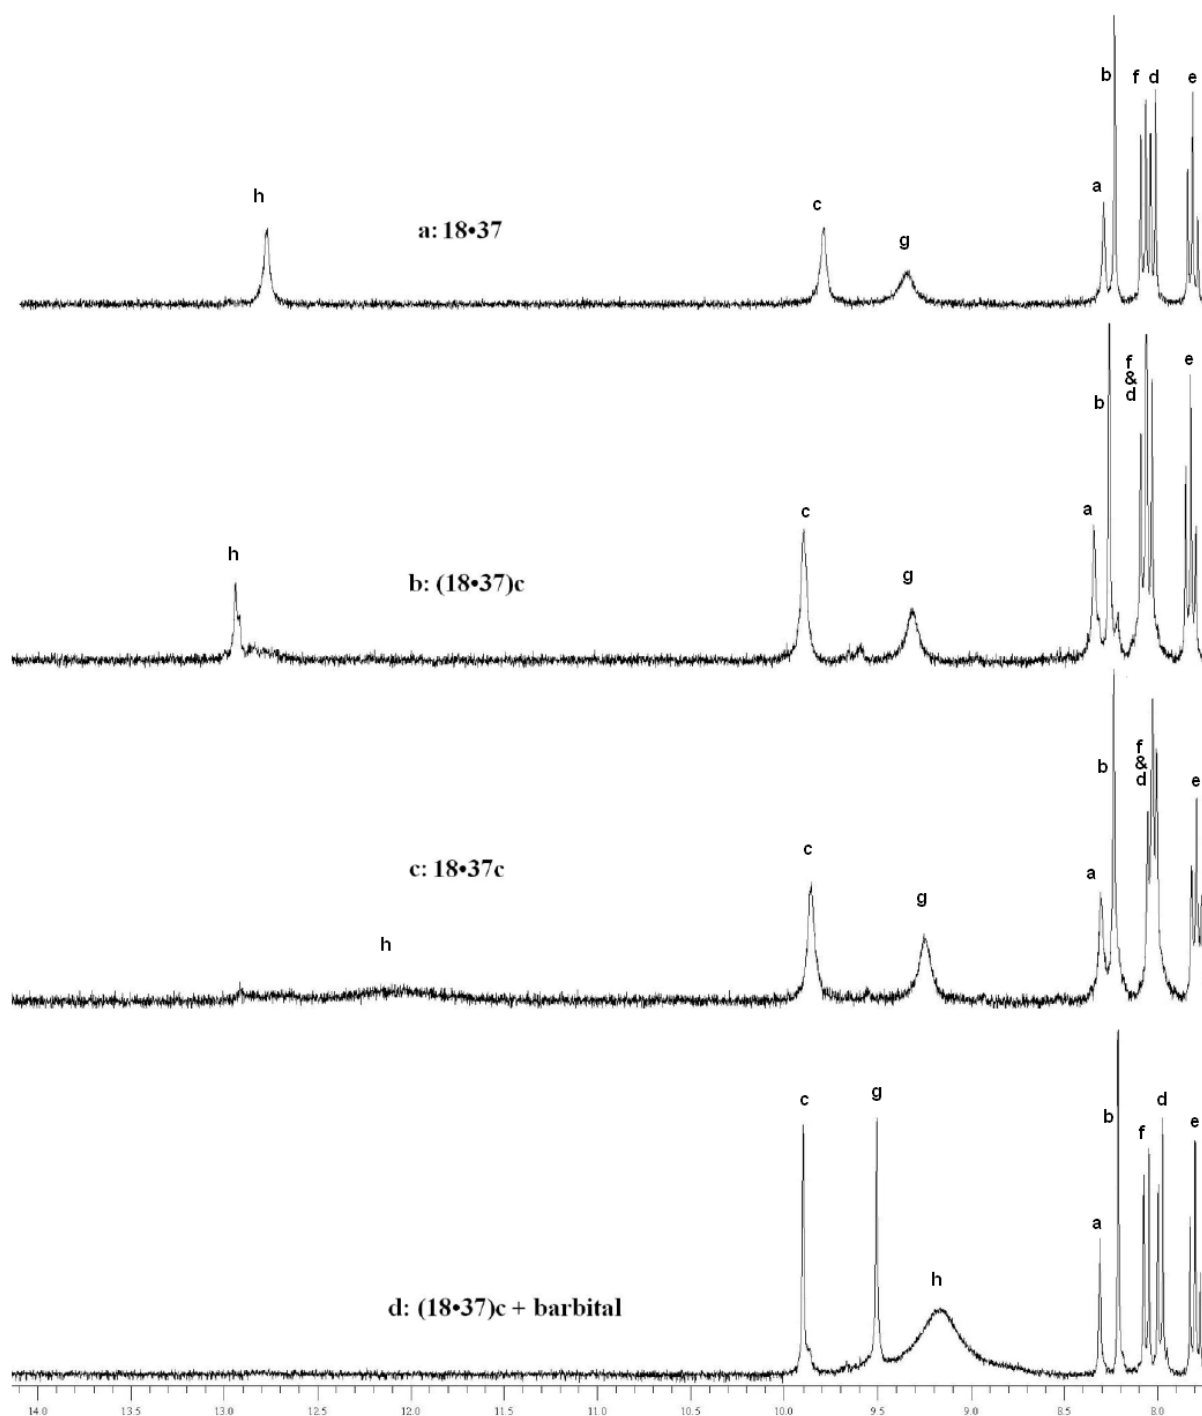 b
f d
e
a
h
c
a: 18•37
g
f
&
d
e
b
a
c
h
b: (18•37)c
g
f
&
d
b
e
c
a
c: 18•37c
g
h
g
c
d
b
e
f
a
h
d: (18•37)c + barbital
14.0 13.5 13.0 12.5 12.0 11.5 11.0 10.5 10.0 9.5 9.0 8.5 8.0